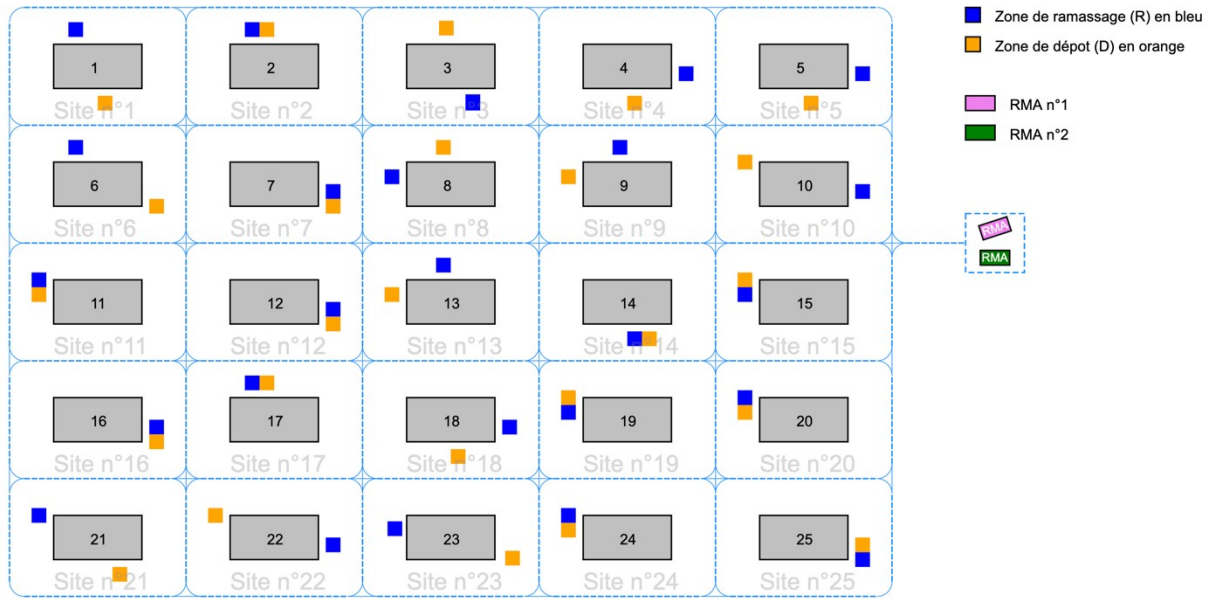 Zone de ramassage (R) en bleu
Zone de dépot (D) en orange
RMA n°1
RMA n°2
RMA
RMA
1
2
3
4
5
Site n°1
Site n°2
Site n°3
Site n°4
Site n°5
6
7
8
9
10
Site n°6
Site n°7
Site n°8
Site n°9
Site n°10
11
12
13
14
15
Site n°11
Site n°12
Site n°13
Site n°14
Site n°15
16
17
18
19
20
Site n°16
Site n°17
Site n°18
Site n°19
Site n°20
21
22
23
24
25
Site n°21
Site n°22
Site n°23
Site n°24
Site n°25